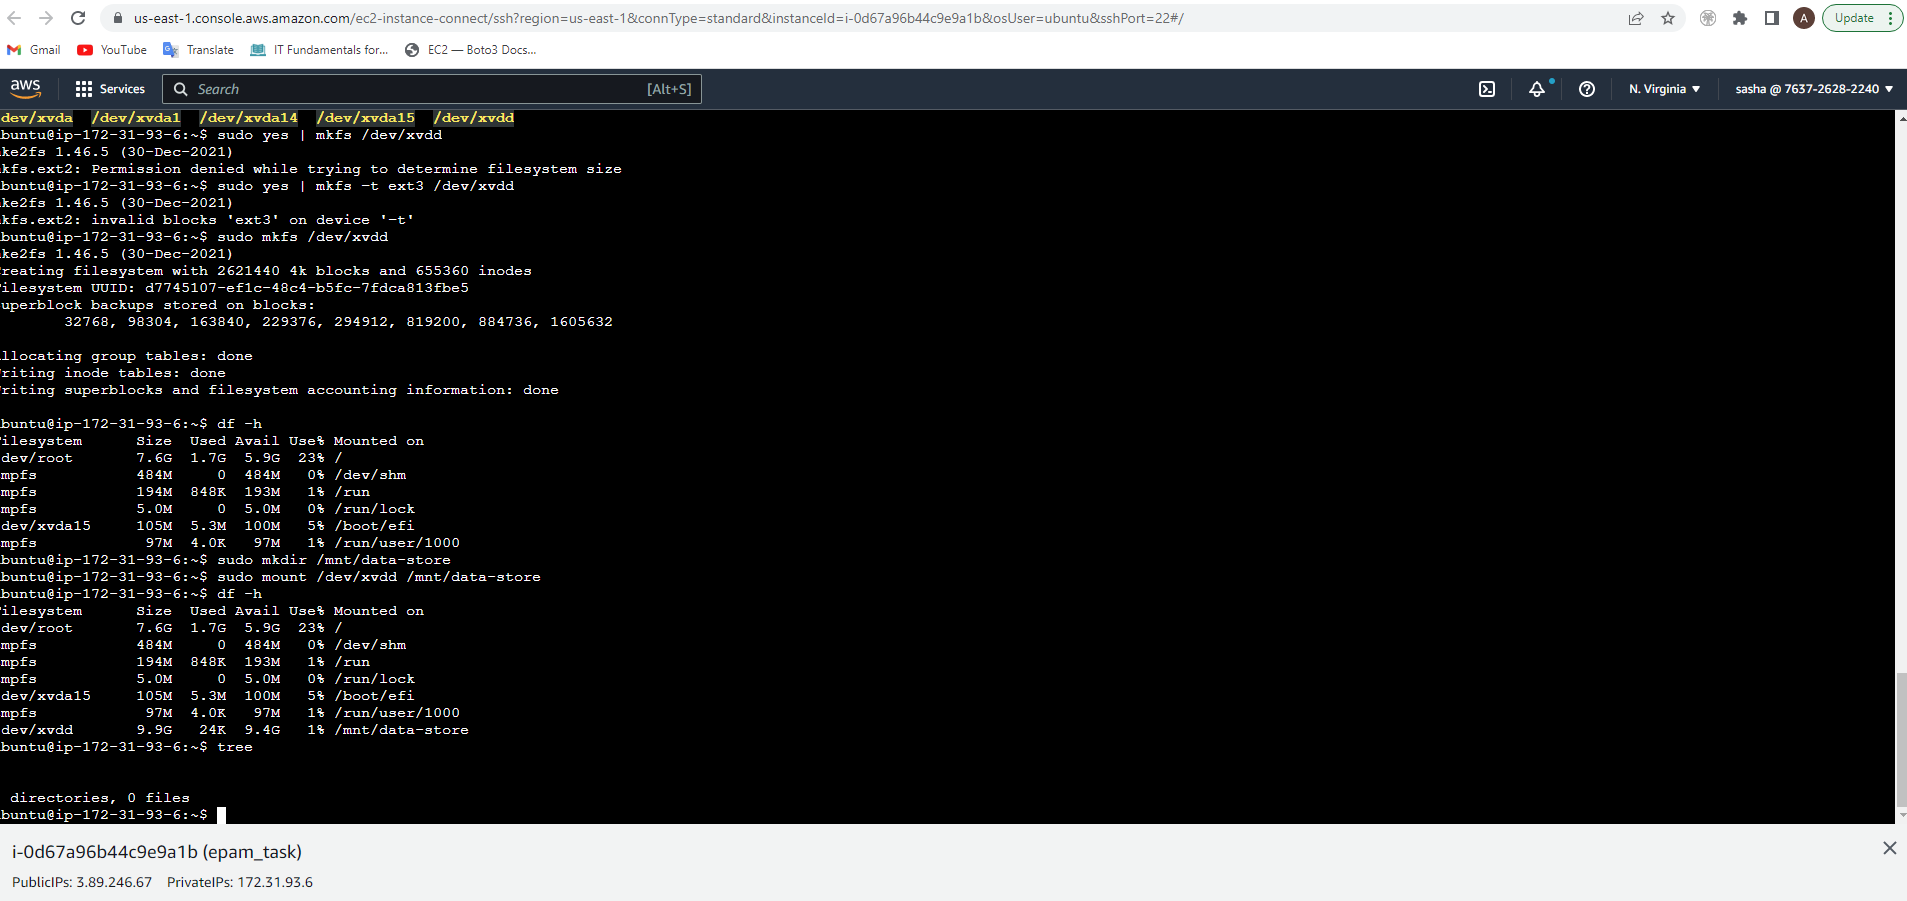 us-east-1.console.aws.amazon.com/ec2-instance-connect/ssh?region=us-east-1&connType=standard&instanceId=i-0d67a96b44c9e9a1b&osUser=ubuntu&sshPort=22#/
A
Update
Gmail YouTube Translate IT Fundamentals for... EC2 — Boto3 Docs...
aws Services Search [Alt+S] N. Virginia ▼ sasha @ 7637-2628-2240 ▼
dev/xvda /dev/xvda1 /dev/xvda14 /dev/xvda15 /dev/xvdd
buntu@ip-172-31-93-6:~$ sudo yes | mkfs /dev/xvdd
ke2fs 1.46.5 (30-Dec-2021)
kfs.ext2: Permission denied while trying to determine filesystem size
buntu@ip-172-31-93-6:~$ sudo yes | mkfs -t ext3 /dev/xvdd
ke2fs 1.46.5 (30-Dec-2021)
kfs.ext2: invalid blocks 'ext3' on device '-t'
buntu@ip-172-31-93-6:~$ sudo mkfs /dev/xvdd
ke2fs 1.46.5 (30-Dec-2021)
reating filesystem with 2621440 4k blocks and 655360 inodes
ilesystem UUID: d7745107-ef1c-48c4-b5fc-7fdca813fbe5
uperblock backups stored on blocks:
32768, 98304, 163840, 229376, 294912, 819200, 884736, 1605632
llocating group tables: done
riting inode tables: done
riting superblocks and filesystem accounting information: done
buntu@ip-172-31-93-6:~$ df -h
ilesystem Size Used Avail Use% Mounted on
dev/root 7.6G 1.7G 5.9G 23% /
mpfs 484M 0 484M 0% /dev/shm
mpfs 194M 848K 193M 1% /run
mpfs 5.0M 0 5.0M 0% /run/lock
dev/xvda15 105M 5.3M 100M 5% /boot/efi
mpfs 97M 4.0K 97M 1% /run/user/1000
buntu@ip-172-31-93-6:~$ sudo mkdir /mnt/data-store
buntu@ip-172-31-93-6:~$ sudo mount /dev/xvdd /mnt/data-store
buntu@ip-172-31-93-6:~$ df -h
ilesystem Size Used Avail Use% Mounted on
dev/root 7.6G 1.7G 5.9G 23% /
mpfs 484M 0 484M 0% /dev/shm
mpfs 194M 848K 193M 1% /run
mpfs 5.0M 0 5.0M 0% /run/lock
dev/xvda15 105M 5.3M 100M 5% /boot/efi
mpfs 97M 4.0K 97M 1% /run/user/1000
dev/xvdd 9.9G 24K 9.4G 1% /mnt/data-store
buntu@ip-172-31-93-6:~$ tree
directories, 0 files
buntu@ip-172-31-93-6:~$
i-0d67a96b44c9e9a1b (epam_task)
PublicIPs: 3.89.246.67 PrivateIPs: 172.31.93.6